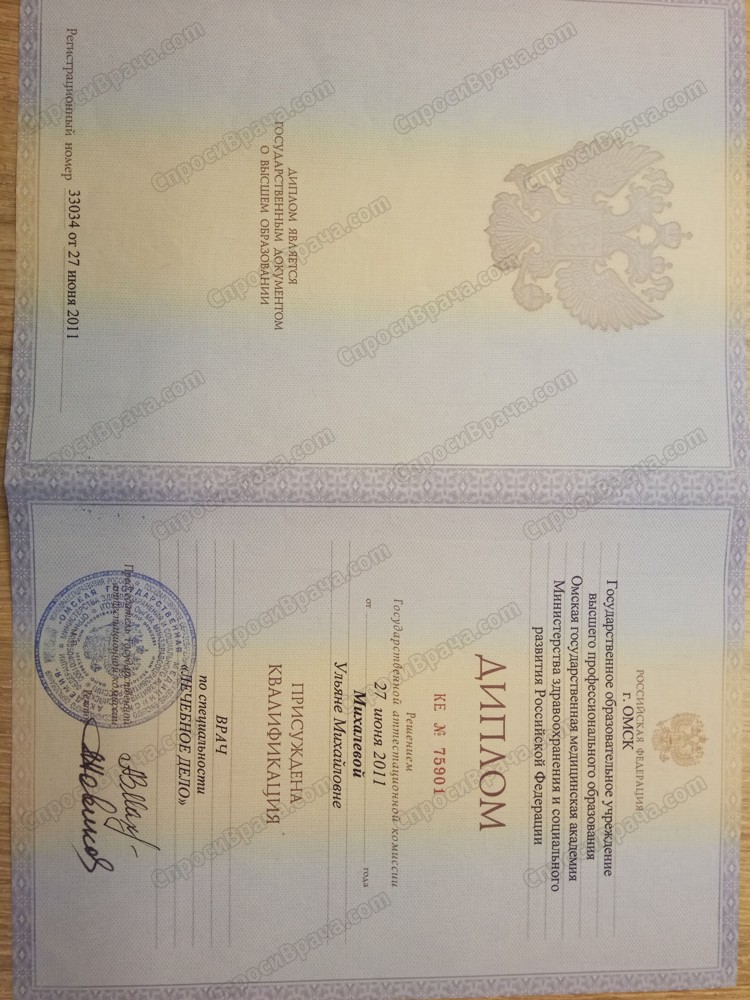 ДИПЛОМ ЯВЛЯЕТСЯ
ГОСУДАРСТВЕННЫМ ДОКУМЕНТОМ
О ВЫСШЕМ ОБРАЗОВАНИИ
Регистрационный номер 33034 от 27 июня 2011
РОССИЙСКАЯ ФЕДЕРАЦИЯ
г. ОМСК
Государственное образовательное учреждение
высшего профессионального образования
Омская государственная медицинская академия
Министерства здравоохранения и социального
развития Российской Федерации
ДИПЛОМ
КЕ № 75901
Решением
Государственной аттестационной комиссии
от 27 июня 2011 года
Михалевой
Ульяне Михайловне
ПРИСУЖДЕНА
КВАЛИФИКАЦИЯ
ВРАЧ
по специальности
«ЛЕЧЕБНОЕ ДЕЛО»
СпросиВрача.com